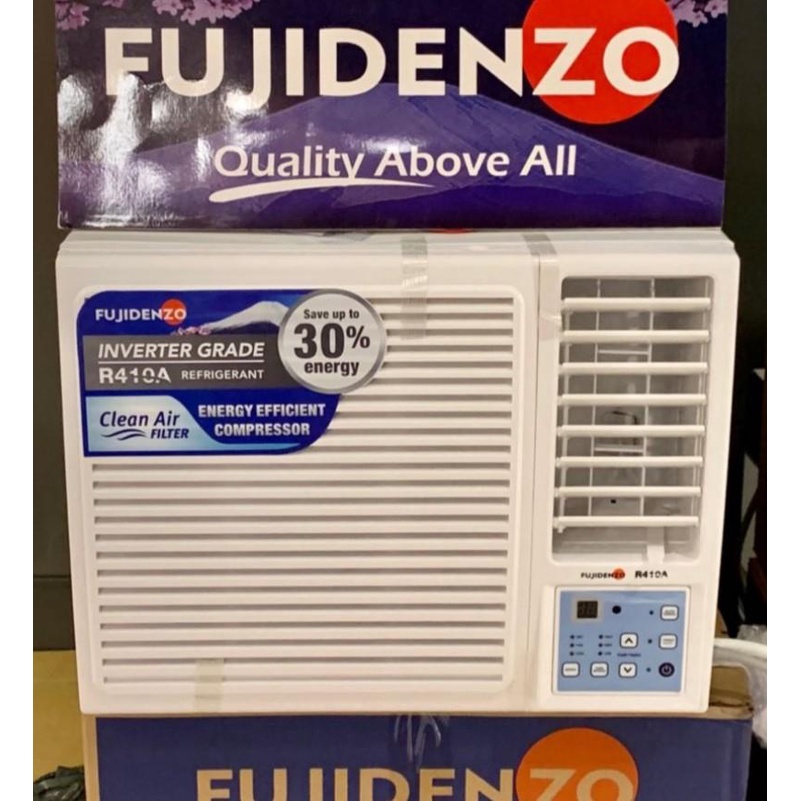 FUJIDENZO
Quality Above All
FUJIDENZO
Save up to
30%
energy
INVERTER GRADE
R410A REFRIGERANT
Clean Air
FILTER
ENERGY EFFICIENT
COMPRESSOR
FUJIDENZO R410A
FUJIDENZO